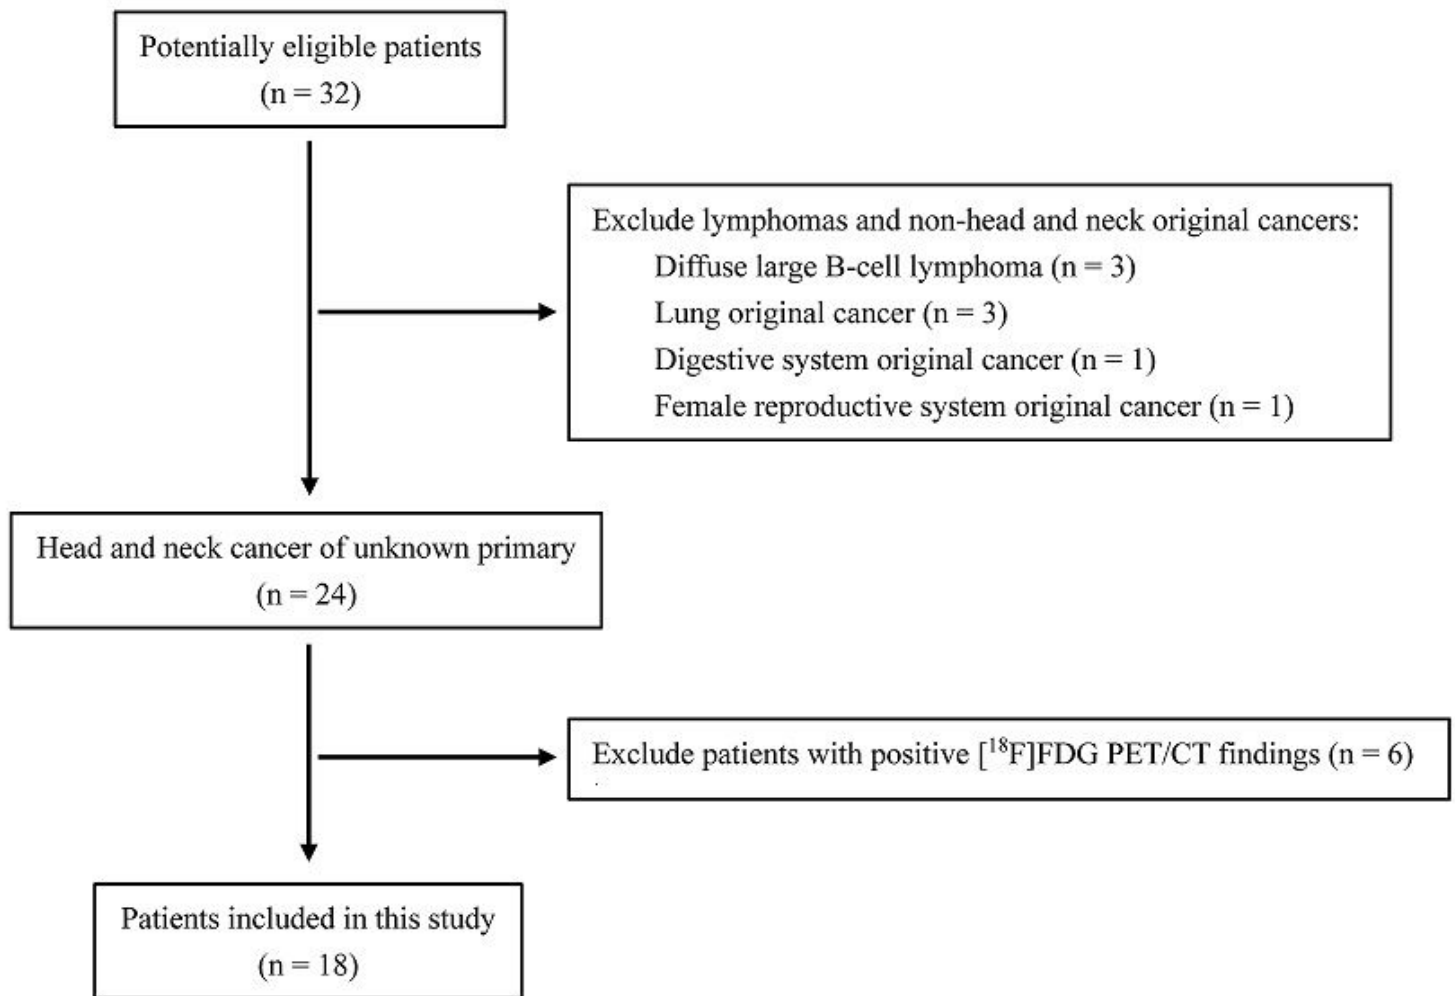 Potentially eligible patients
(n = 32)
Exclude lymphomas and non-head and neck original cancers:
Diffuse large B-cell lymphoma (n = 3)
Lung original cancer (n = 3)
Digestive system original cancer (n = 1)
Female reproductive system original cancer (n = 1)
Head and neck cancer of unknown primary
(n = 24)
Exclude patients with positive [¹⁸F]FDG PET/CT findings (n = 6)
.
Patients included in this study
(n = 18)